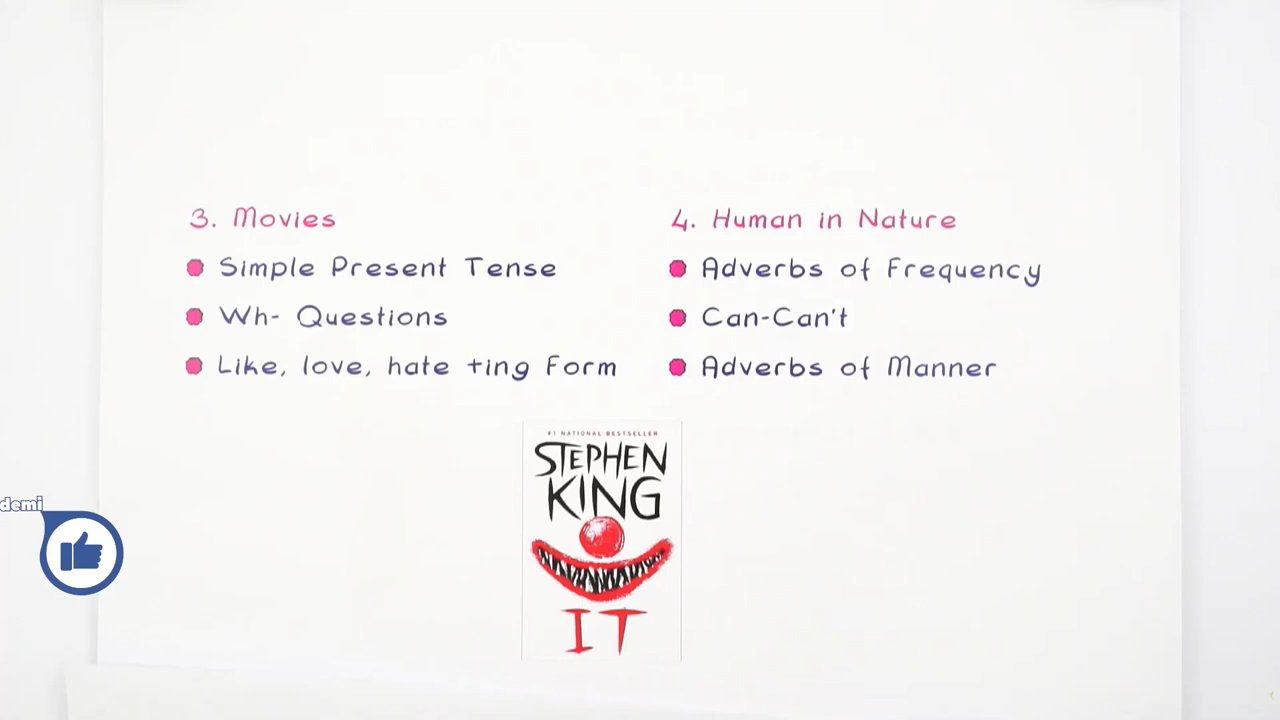 3. Movies
Simple Present Tense
Wh- Questions
Like, love, hate +ing Form
4. Human in Nature
Adverbs of Frequency
Can-Can't
Adverbs of Manner
#1 NATIONAL BESTSELLER
STEPHEN
KING
IT
demi